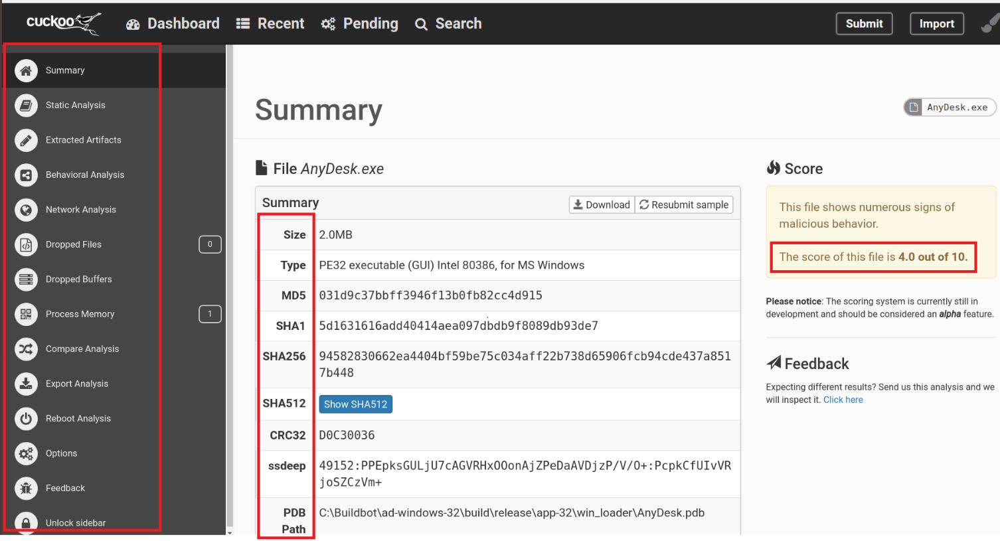 cuckoo Dashboard Recent Pending Search Submit Import
Summary
Static Analysis
Extracted Artifacts
Behavioral Analysis
Network Analysis
Dropped Files 0
Dropped Buffers
Process Memory 1
Compare Analysis
Export Analysis
Reboot Analysis
Options
Feedback
Unlock sidebar
Summary
AnyDesk.exe
File AnyDesk.exe
Summary Download Resubmit sample
Size 2.0MB
Type PE32 executable (GUI) Intel 80386, for MS Windows
MD5 031d9c37bbff3946f13b0fb82cc4d915
SHA1 5d1631616add40414aea097dbdb9f8089db93de7
SHA256 94582830662ea4404bf59be75c034aff22b738d65906fcb94cde437a851
7b448
SHA512 Show SHA512
CRC32 D0C30036
ssdeep 49152:PPEpksGULjU7cAGVRHxOOonAjZPeDaAVDjzP/V/O+:PcpkCfUIvVR
joSZCzVm+
PDB C:\Buildbot\ad-windows-32\build\release\app-32\win_loader\AnyDesk.pdb
Path
Score
This file shows numerous signs of
malicious behavior.
The score of this file is 4.0 out of 10.
Please notice: The scoring system is currently still in
development and should be considered an alpha feature.
Feedback
Expecting different results? Send us this analysis and we
will inspect it. Click here